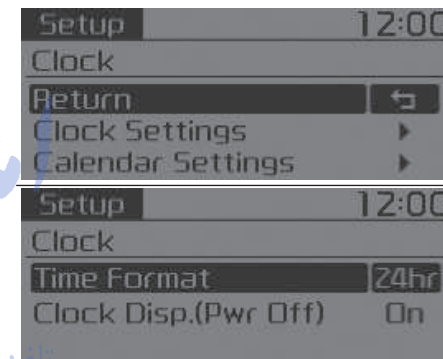 Setup 12:00
Clock
Return
Clock Settings
Calendar Settings
Setup 12:00
Clock
Time Format 24hr
Clock Disp.(Pwr Off) On